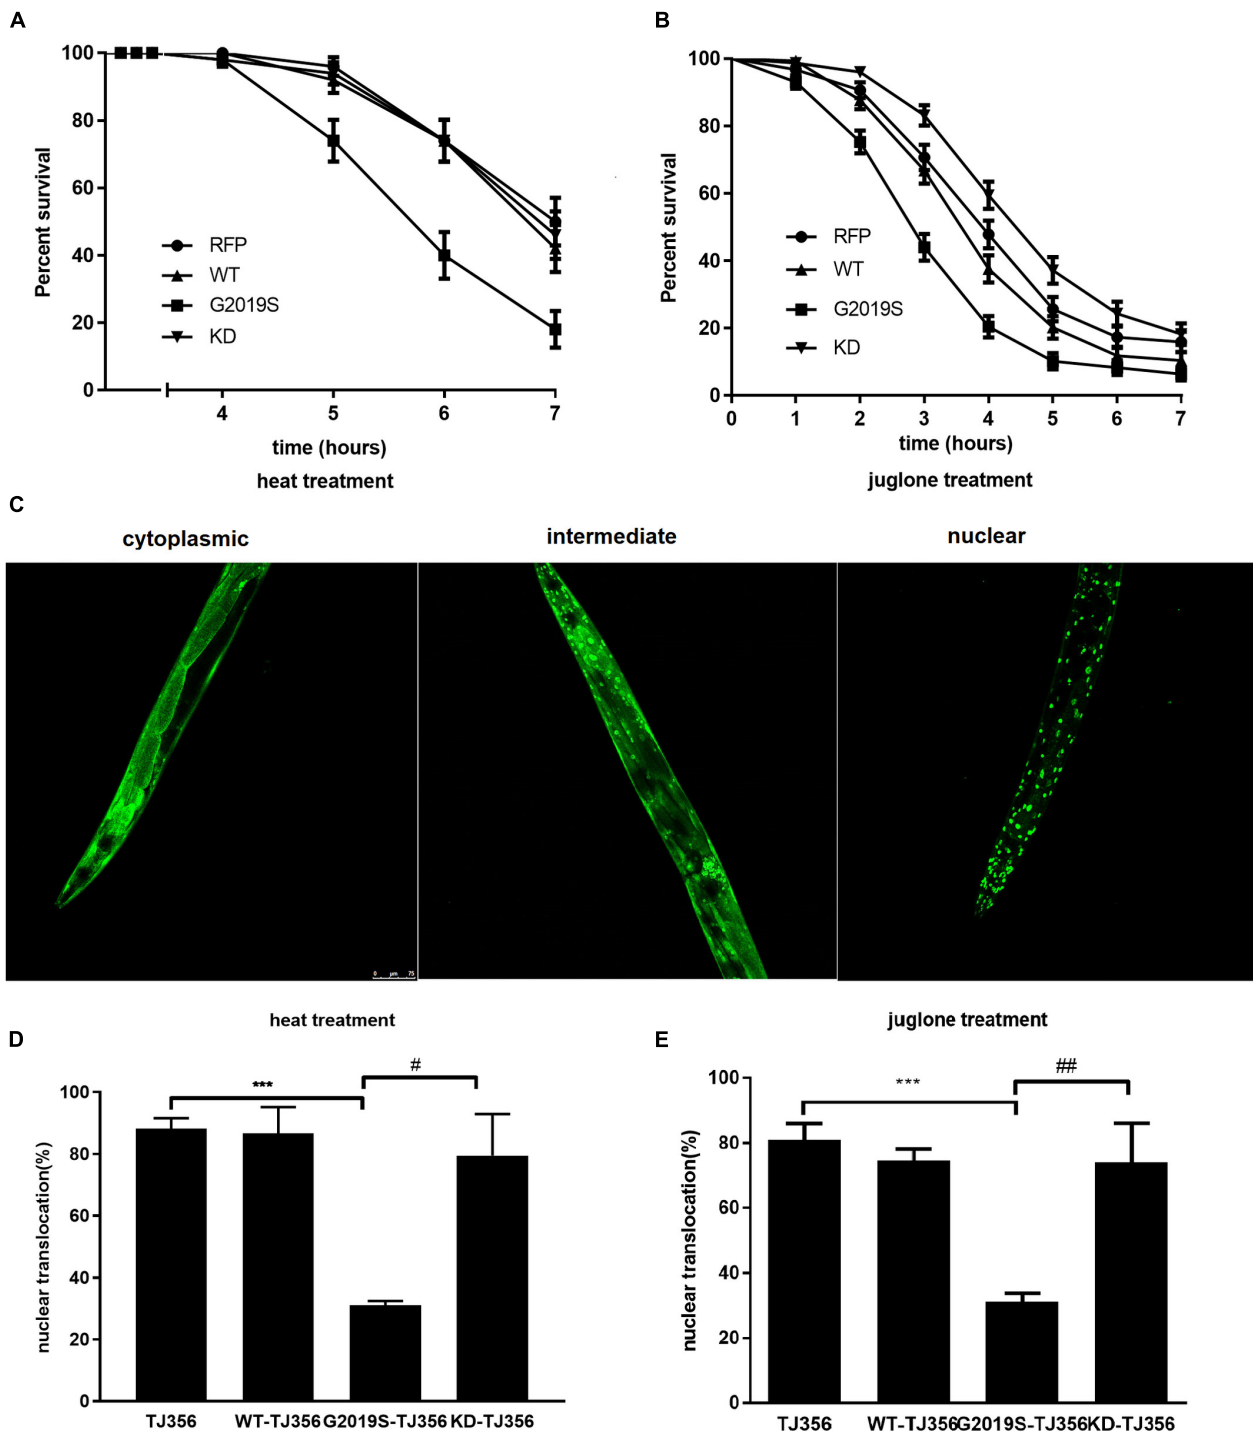 A
Percent survival
100
80
60
40
20
0
RFP
WT
G2019S
KD
4 5 6 7
time (hours)
heat treatment
B
Percent survival
100
80
60
40
20
0
RFP
WT
G2019S
KD
0 1 2 3 4 5 6 7
time (hours)
juglone treatment
C
cytoplasmic
intermediate
nuclear
0 µm 75
D
heat treatment
nuclear translocation(%)
100
80
60
40
20
0
***
#
TJ356 WT-TJ356 G2019S-TJ356 KD-TJ356
E
juglone treatment
nuclear translocation(%)
100
80
60
40
20
0
***
##
TJ356 WT-TJ356 G2019S-TJ356 KD-TJ356